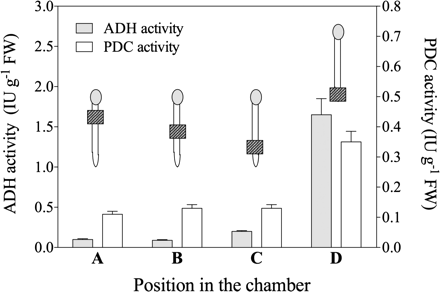 ADH activity
PDC activity
ADH activity (IU g-1 FW)
3.0
2.5
2.0
1.5
1.0
0.5
0.0
PDC activity (IU g-1 FW)
0.8
0.7
0.6
0.5
0.4
0.3
0.2
0.1
0.0
A B C D
Position in the chamber